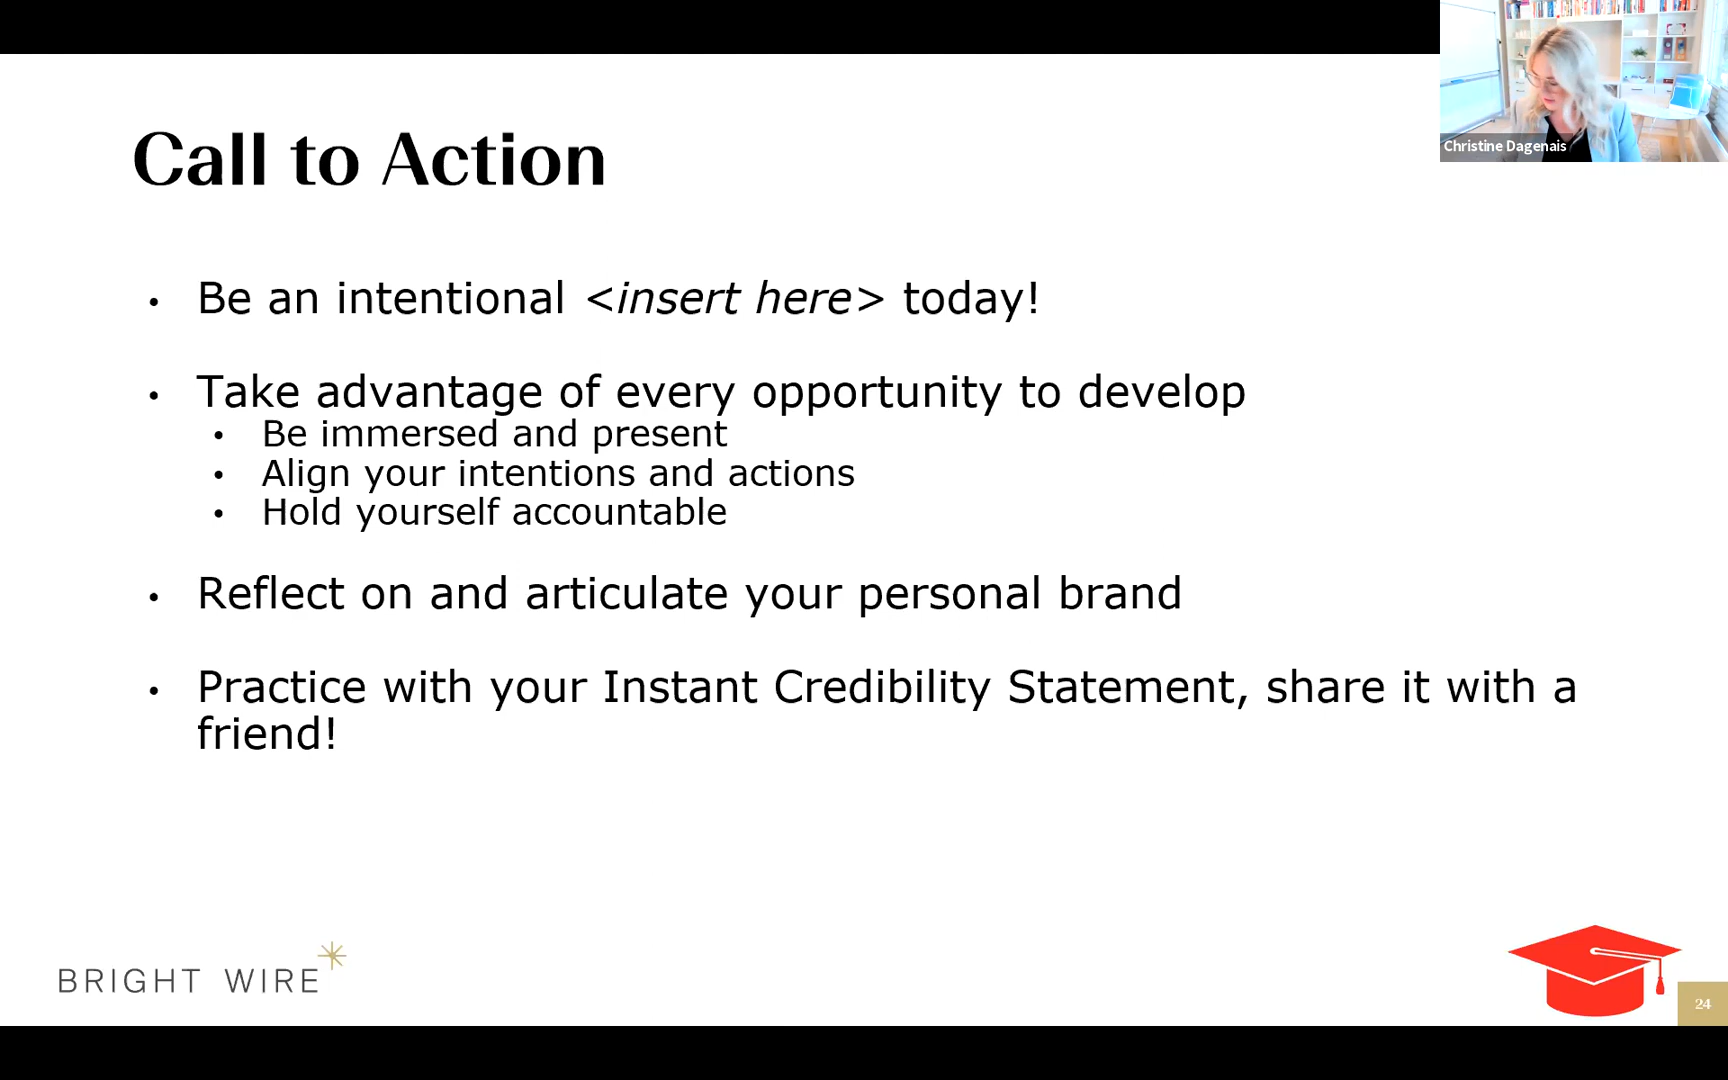 Christine Dagenais
Call to Action
• Be an intentional <insert here> today!
• Take advantage of every opportunity to develop
• Be immersed and present
• Align your intentions and actions
• Hold yourself accountable
• Reflect on and articulate your personal brand
• Practice with your Instant Credibility Statement, share it with a
friend!
BRIGHT WIRE
24